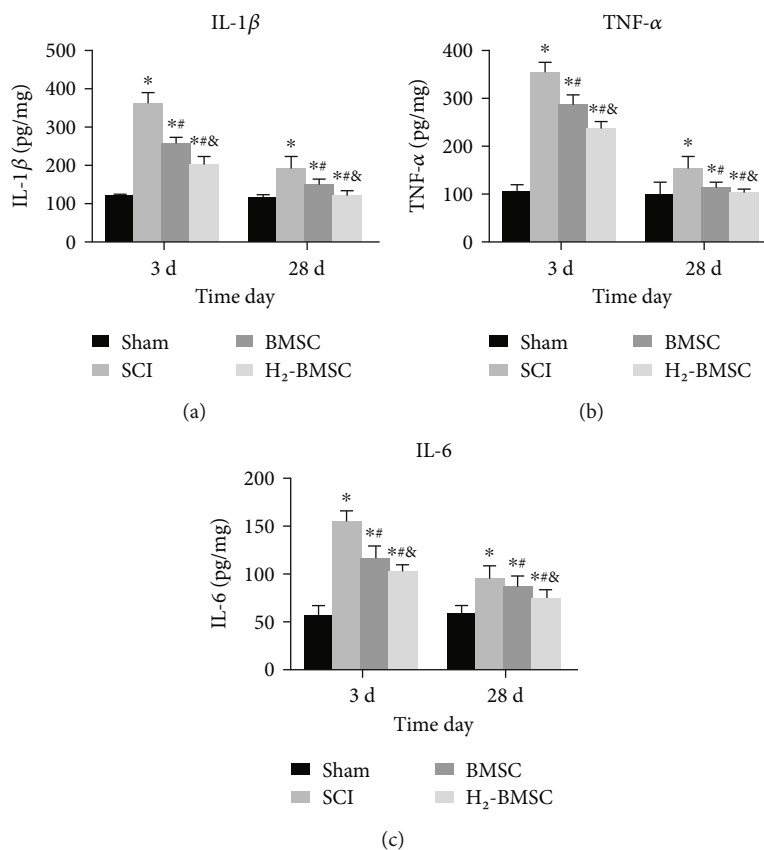 IL-1β
500
400
300
200
100
0
IL-1β (pg/mg)
*
*#
*#&
*
*#
*#&
3 d
28 d
Time day
Sham
BMSC
SCI
H₂-BMSC
(a)
TNF-α
400
300
200
100
0
TNF-α (pg/mg)
*
*#
*#&
*
*#
*#&
3 d
28 d
Time day
Sham
BMSC
SCI
H₂-BMSC
(b)
IL-6
200
150
100
50
0
IL-6 (pg/mg)
*
*#
*#&
*
*#
*#&
3 d
28 d
Time day
Sham
BMSC
SCI
H₂-BMSC
(c)